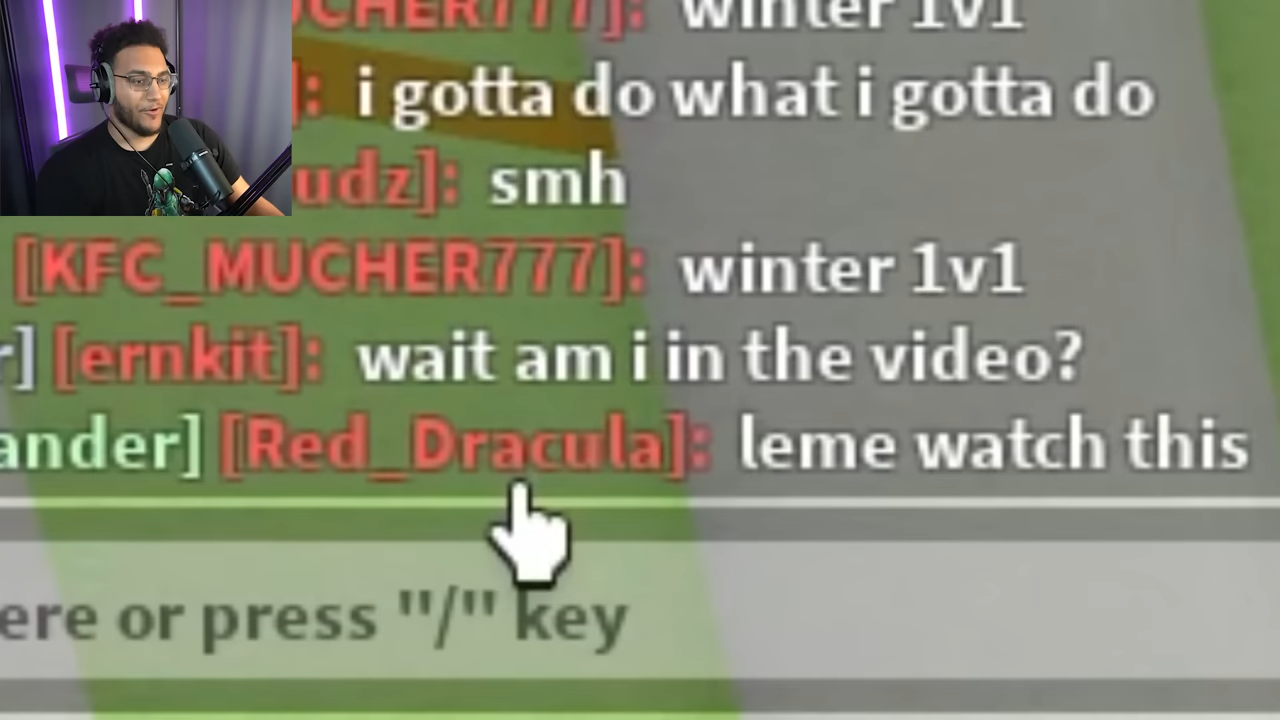 UCHER777]: winter 1v1
]: i gotta do what i gotta do
udz]: smh
[KFC_MUCHER777]: winter 1v1
r] [ernkit]: wait am i in the video?
ander] [Red_Dracula]: leme watch this
ere or press "/" key